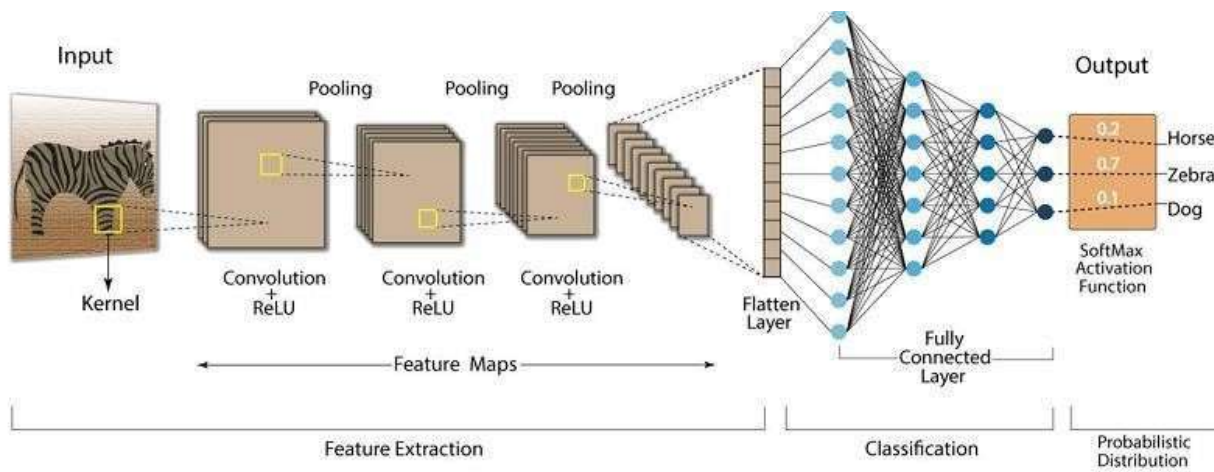 Input
Kernel
Pooling
Pooling
Pooling
Convolution
+
ReLU
Convolution
+
ReLU
Convolution
+
ReLU
Feature Maps
Flatten
Layer
Fully
Connected
Layer
Output
0.2
Horse
0.7
Zebra
0.1
Dog
SoftMax
Activation
Function
Feature Extraction
Classification
Probabilistic
Distribution